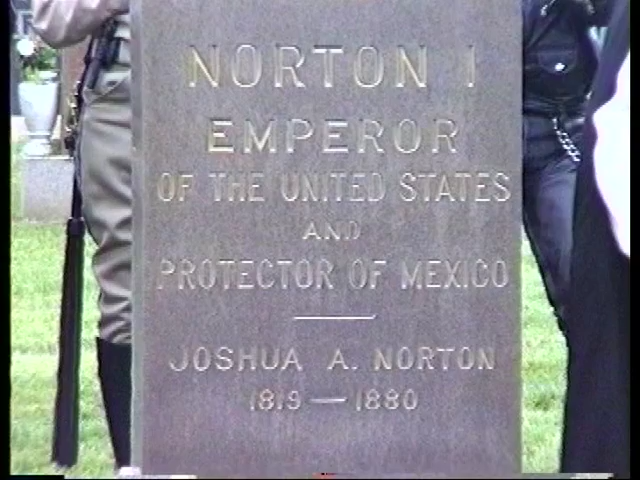 NORTON I
EMPEROR
OF THE UNITED STATES
AND
PROTECTOR OF MEXICO
JOSHUA A. NORTON
1819 — 1880